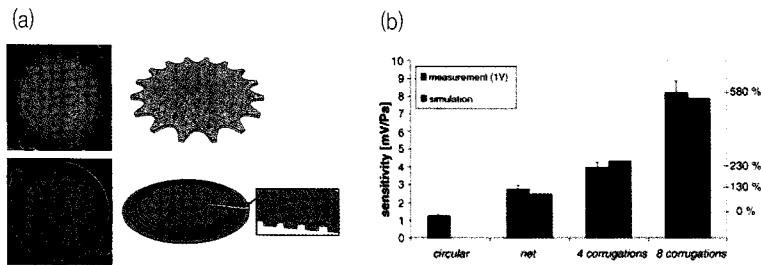 (a)
(b)
10
9
8
7
6
5
4
3
2
1
0
sensitivity [mV/Pa]
measurement (1V)
simulation
580 %
230 %
130 %
0 %
circular
net
4 corrugations
8 corrugations